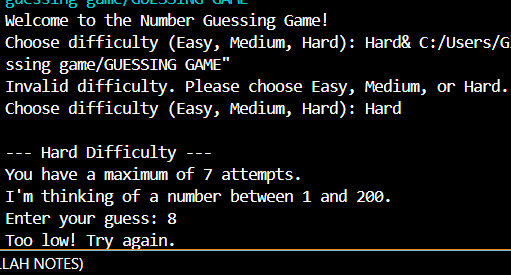 guessing game/GUESSING GAME
Welcome to the Number Guessing Game!
Choose difficulty (Easy, Medium, Hard): Hard& C:/Users/G
ssing game/GUESSING GAME"
Invalid difficulty. Please choose Easy, Medium, or Hard.
Choose difficulty (Easy, Medium, Hard): Hard
--- Hard Difficulty ---
You have a maximum of 7 attempts.
I'm thinking of a number between 1 and 200.
Enter your guess: 8
Too low! Try again.
LLAH NOTES)